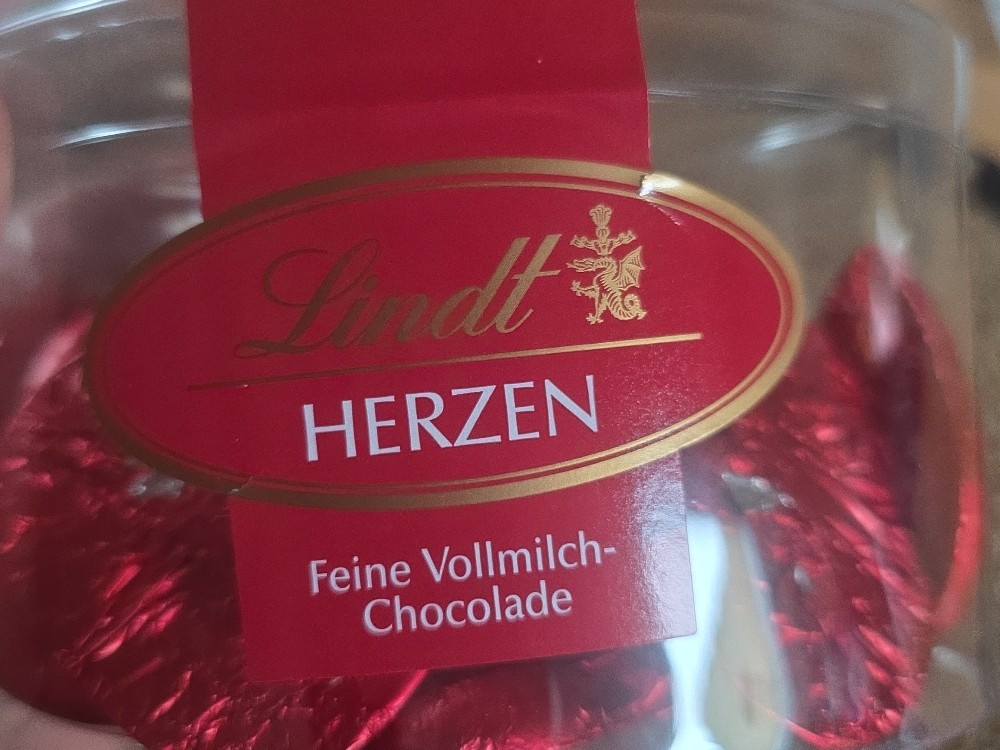 Lindt
HERZEN
Feine Vollmilch-
Chocolade